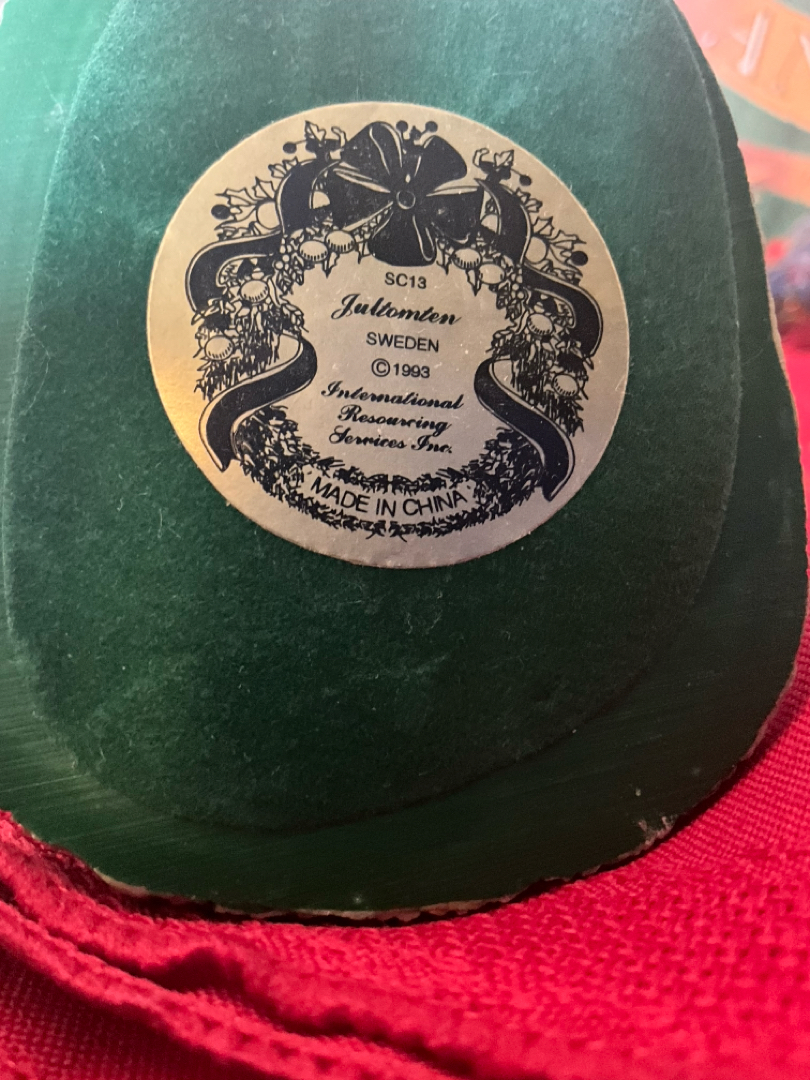 SC13
Jultomten
SWEDEN
©1993
International
Resourcing
Services Inc.
MADE IN CHINA